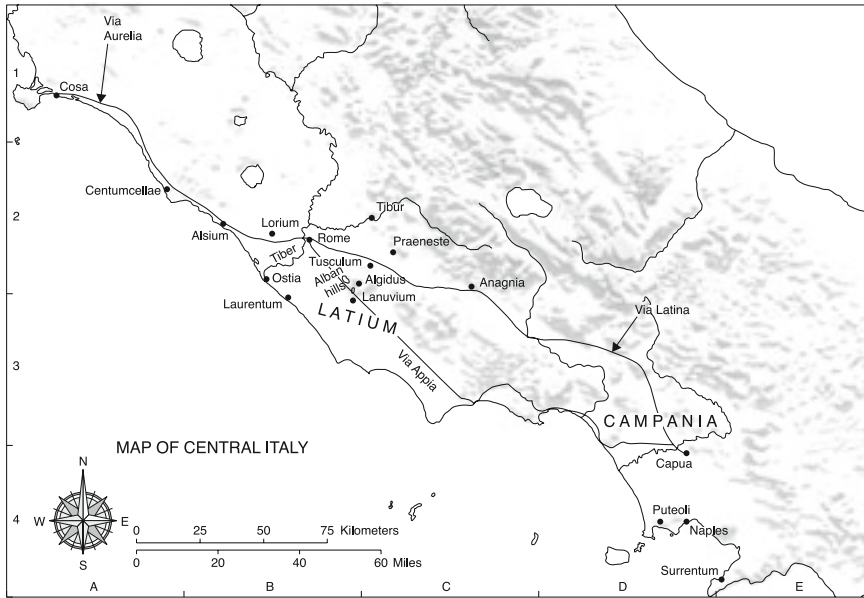 Via
Aurelia
1
Cosa
Centumcellae
2
Tibur
Lorium
Alsium
Rome
Praeneste
Tiber
Tusculum
Ostia
Alban
hills
Algidus
Anagnia
Laurentum
Lanuvium
LATIUM
Via Latina
3
Via Appia
CAMPANIA
MAP OF CENTRAL ITALY
Capua
N
W
E
S
4
0 25 50 75 Kilometers
0 20 40 60 Miles
Puteoli
Naples
Surrentum
A B C D E